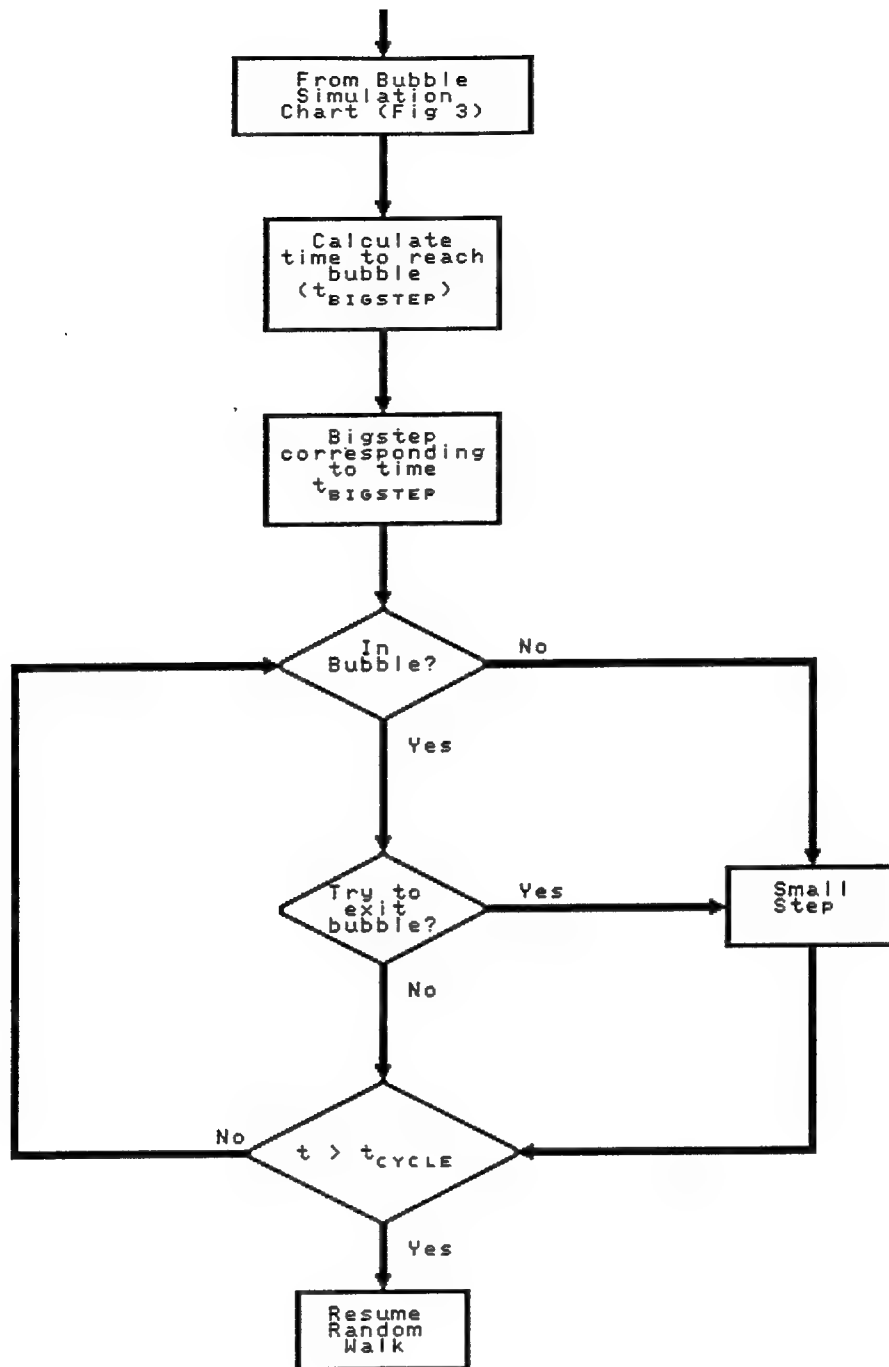 From Bubble
Simulation
Chart (Fig 3)
Calculate
time to reach
bubble
(tBIGSTEP)
Bigstep
corresponding
to time
tBIGSTEP
In
Bubble?
No
Yes
Try to
exit
bubble?
Yes
Small
Step
No
t > tCYCLE
No
Yes
Resume
Random
Walk